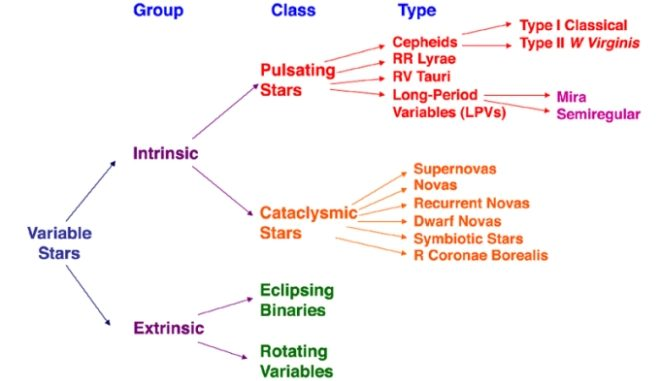 Group Class Type
Type I Classical
Cepheids
Type II W Virginis
RR Lyrae
Pulsating
Stars
RV Tauri
Long-Period
Variables (LPVs)
Mira
Semiregular
Intrinsic
Supernovas
Novas
Recurrent Novas
Cataclysmic
Stars
Dwarf Novas
Symbiotic Stars
R Coronae Borealis
Variable
Stars
Eclipsing
Binaries
Extrinsic
Rotating
Variables